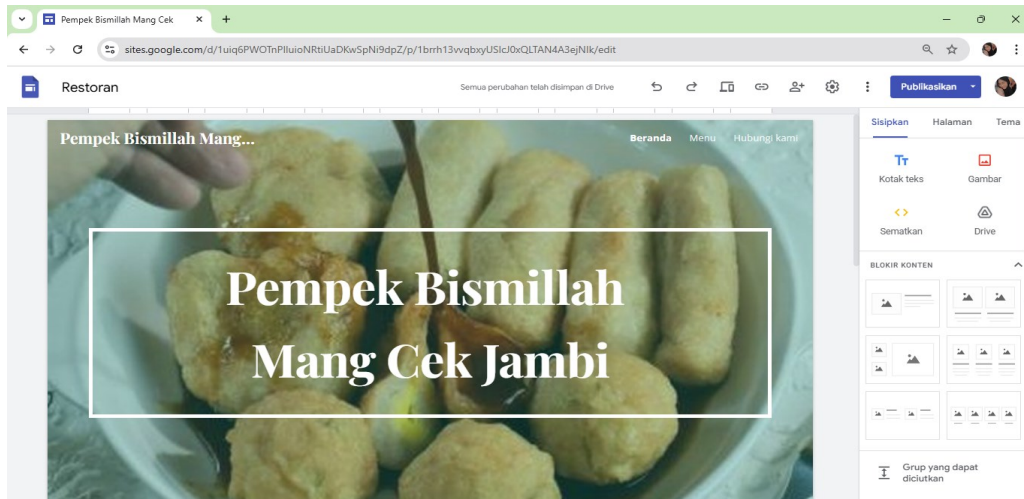 Pempek Bismillah Mang Cek
sites.google.com/d/1uiq6PWOTnPIluioNRtiUaDKwSpNi9dpZ/p/1brrh13vvqbxyUSIcJ0xQLTAN4A3ejNIk/edit
Restoran
Semua perubahan telah disimpan di Drive
Publikasikan
Pempek Bismillah Mang...
Beranda Menu Hubungi kami
Pempek Bismillah
Mang Cek Jambi
Sisipkan Halaman Tema
Kotak teks Gambar
Sematkan Drive
BLOKIR KONTEN
Grup yang dapat
diciutkan